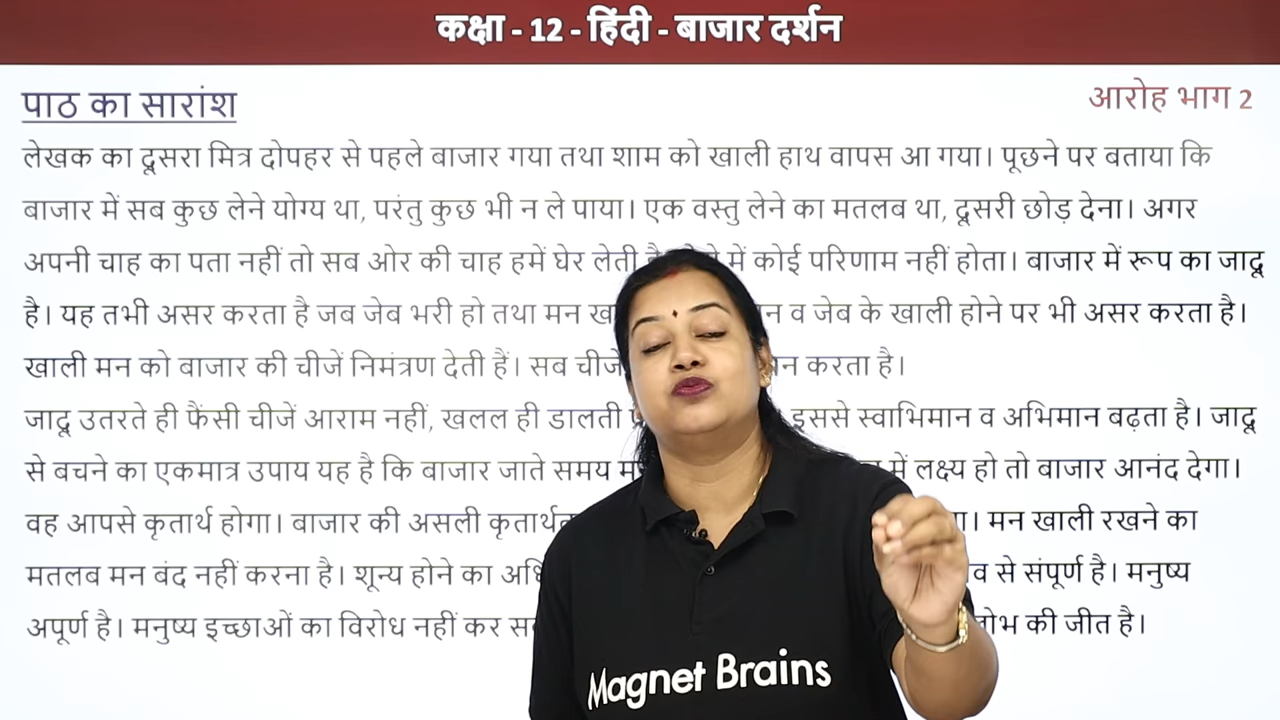 कक्षा - 12 - हिंदी - बाजार दर्शन
पाठ का सारांश
आरोह भाग 2
लेखक का दूसरा मित्र दोपहर से पहले बाजार गया तथा शाम को खाली हाथ वापस आ गया। पूछने पर बताया कि
बाजार में सब कुछ लेने योग्य था, परंतु कुछ भी न ले पाया। एक वस्तु लेने का मतलब था, दूसरी छोड़ देना। अगर
अपनी चाह का पता नहीं तो सब ओर की चाह हमें घेर लेती में कोई परिणाम नहीं होता। बाजार में रूप का जादू
है। यह तभी असर करता है जब जेब भरी हो तथा मन व जेब के खाली होने पर भी असर करता है।
खाली मन को बाजार की चीजें निमंत्रण देती हैं। सब करता है।
जादू उतरते ही फैंसी चीजें आराम नहीं, खलल ही डालती इससे स्वाभिमान व अभिमान बढ़ता है। जादू
से बचने का एकमात्र उपाय यह है कि बाजार जाते समय में लक्ष्य हो तो बाजार आनंद देगा।
वह आपसे कृतार्थ होगा। बाजार की असली मन खाली रखने का
मतलब मन बंद नहीं करना है। शून्य होने का से संपूर्ण है। मनुष्य
अपूर्ण है। मनुष्य इच्छाओं का विरोध नहीं कर की जीत है।
Magnet Brains